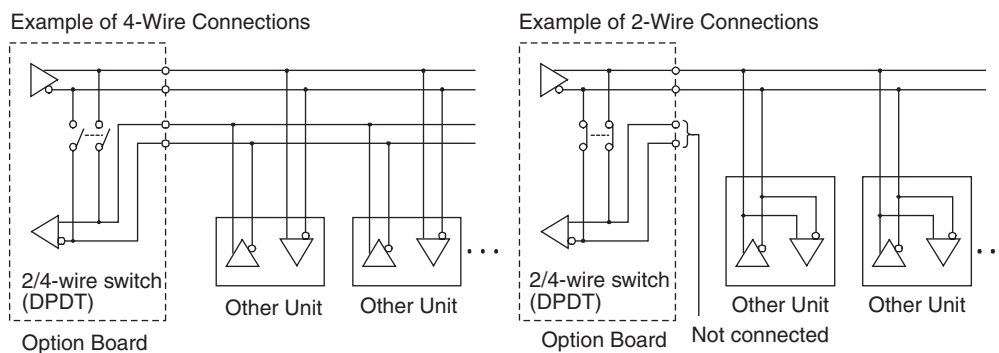 Example of 4-Wire Connections
2/4-wire switch
(DPDT)
Option Board
Other Unit
Other Unit
Example of 2-Wire Connections
2/4-wire switch
(DPDT)
Option Board
Not connected
Other Unit
Other Unit